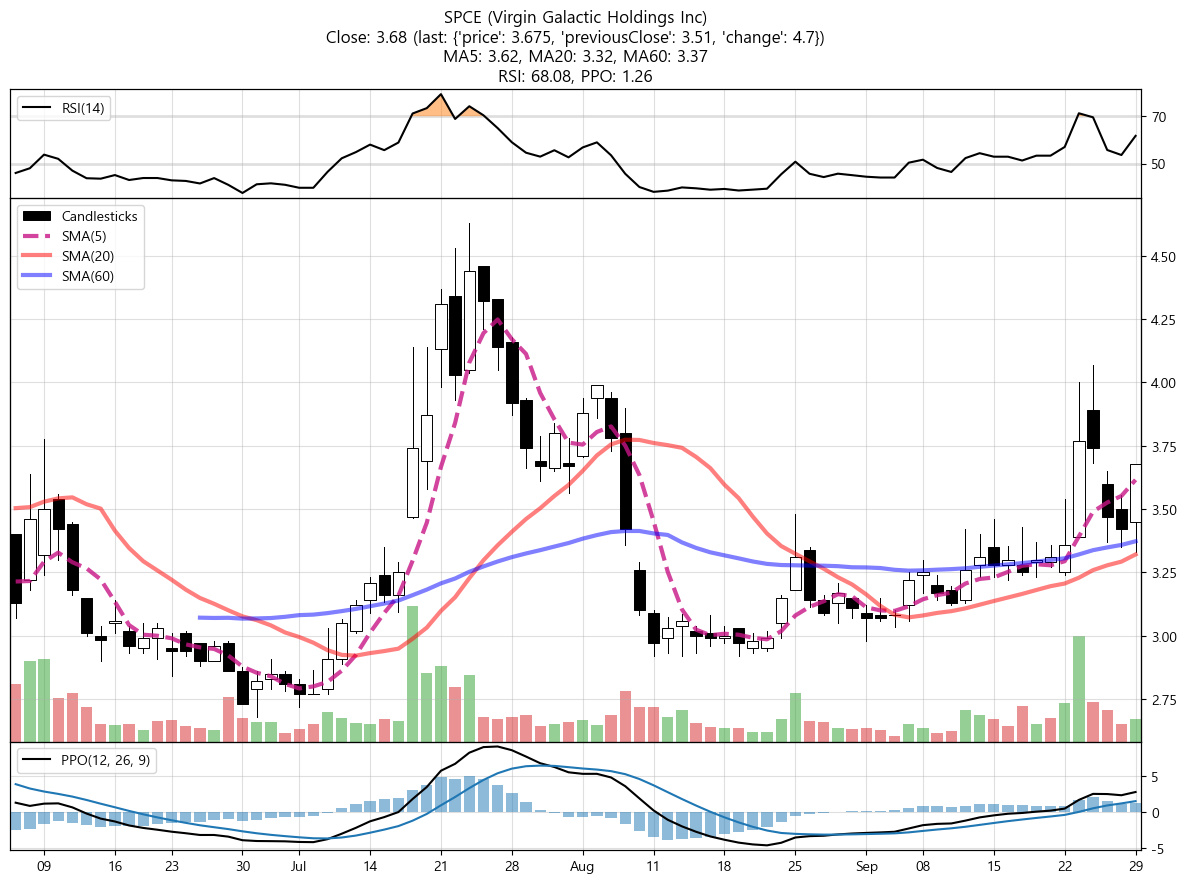 SPCE (Virgin Galactic Holdings Inc)
Close: 3.68 (last: {'price': 3.675, 'previousClose': 3.51, 'change': 4.7})
MA5: 3.62, MA20: 3.32, MA60: 3.37
RSI: 68.08, PPO: 1.26
RSI(14)
70
50
Candlesticks
SMA(5)
SMA(20)
SMA(60)
4.50
4.25
4.00
3.75
3.50
3.25
3.00
2.75
PPO(12, 26, 9)
5
0
-5
09 16 23 30 Jul 14 21 28 Aug 11 18 25 Sep 08 15 22 29